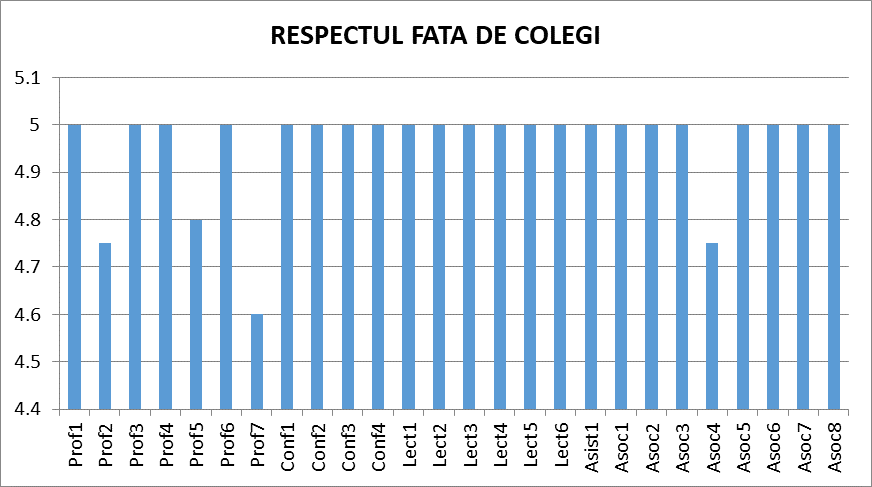 RESPECTUL FATA DE COLEGI
5.1
5
4.9
4.8
4.7
4.6
4.5
4.4
Prof1
Prof2
Prof3
Prof4
Prof5
Prof6
Prof7
Conf1
Conf2
Conf3
Conf4
Lect1
Lect2
Lect3
Lect4
Lect5
Lect6
Asist1
Asoc1
Asoc2
Asoc3
Asoc4
Asoc5
Asoc6
Asoc7
Asoc8